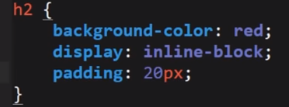 h2 {
background-color: red;
display: inline-block;
padding: 20px;
}